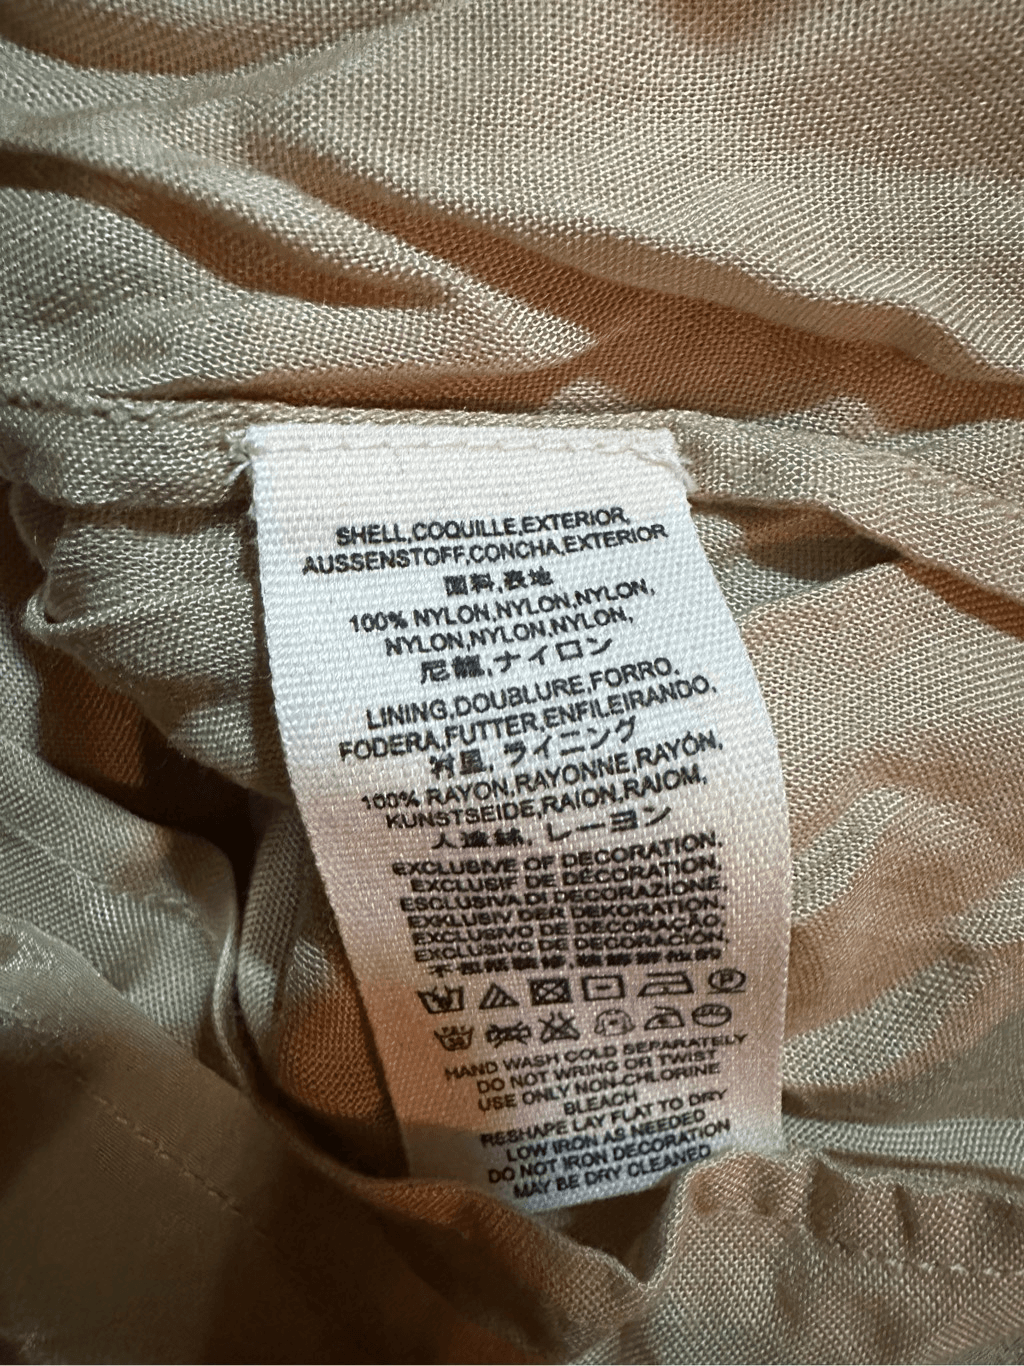 SHELL,COQUILLE,EXTERIOR,
AUSSENSTOFF,CONCHA,EXTERIOR
面料,表地
100% NYLON,NYLON,NYLON,
NYLON,NYLON,NYLON,
尼龍,ナイロン
LINING,DOUBLURE,FORRO,
FODERA,FUTTER,ENFILEIRANDO,
衬里, ライニング
100% RAYON,RAYONNE,RAYÓN,
KUNSTSEIDE,RAION,RAIOM,
人造絲, レーヨン
EXCLUSIVE OF DECORATION.
EXCLUSIF DE DÉCORATION.
ESCLUSIVA DI DECORAZIONE.
EXKLUSIV DER DEKORATION.
EXCLUSIVO DE DECORAÇÃO
EXCLUSIVO DE DECORACIÓN.
HAND WASH COLD SEPARATELY
DO NOT WRING OR TWIST
USE ONLY NON-CHLORINE
BLEACH
RESHAPE LAY FLAT TO DRY
LOW IRON AS NEEDED
DO NOT IRON DECORATION
MAY BE DRY CLEANED